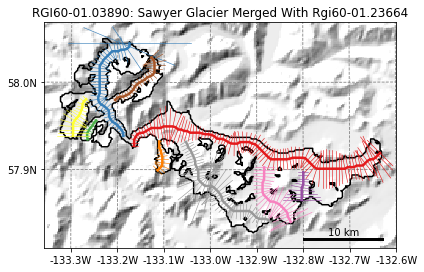 RGI60-01.03890: Sawyer Glacier Merged With Rgi60-01.23664
58.0N
57.9N
10 km
-133.3W -133.2W -133.1W -133.0W -132.9W -132.8W -132.7W -132.6W